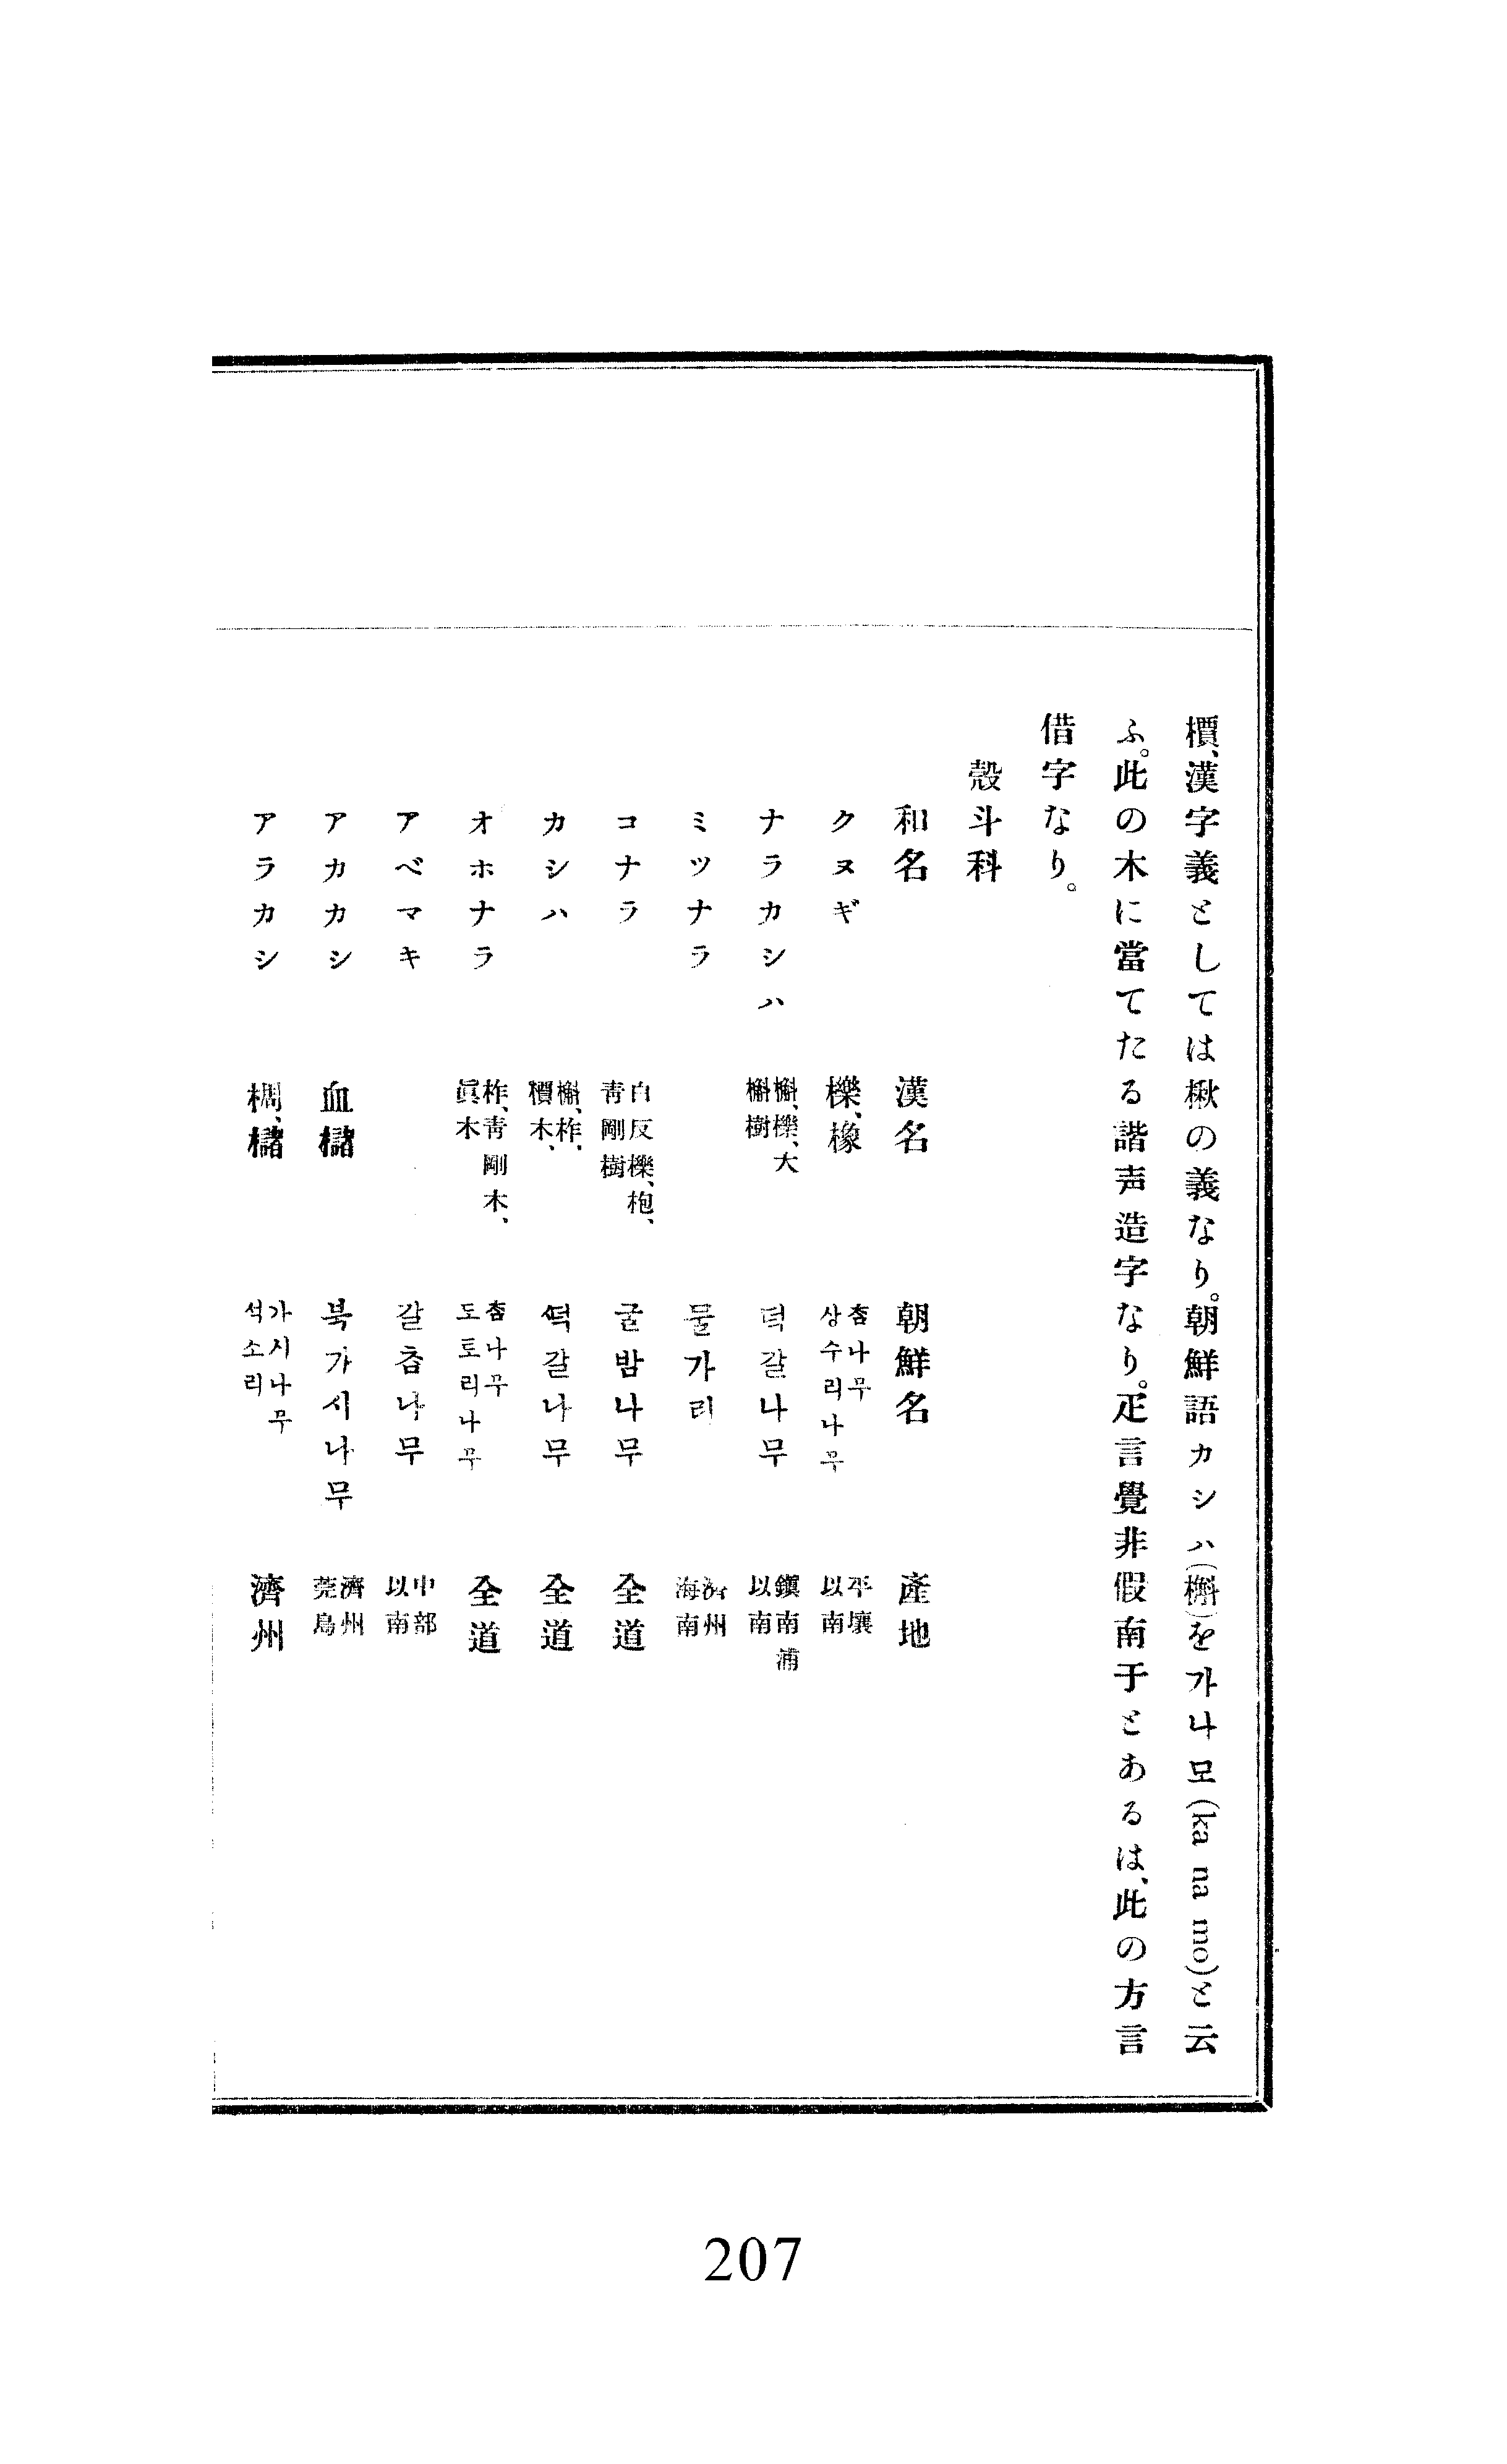 檟、漢字義としては楸の義なり。朝鮮語カシハ(槲)を가나모(ka na mo)と云
ふ。此の木に當てたる諧声造字なり。疋言覺非假南子とあるは、此の方言
借字なり。
殼斗科
和名 漢名 朝鮮名 產地
クヌギ 櫟、橡 참나무 상수리나무 平壤以南
ナラカシハ 槲、櫟、大槲樹 떡갈나무 鎭南浦以南
ミツナラ 물가리 海南
コナラ 白反櫟、枹、靑剛樹 굴밤나무 全道
カシハ 槲、柞、檟木、 떡갈나무 全道
オホナラ 柞、靑剛木、眞木 참나무 도토리나무 全道
アベマキ 갈참나무 中部以南
アカカシ 血櫧 북가시나무 濟州莞島
アラカシ 椆、櫧 가시나무 석소리 濟州
207